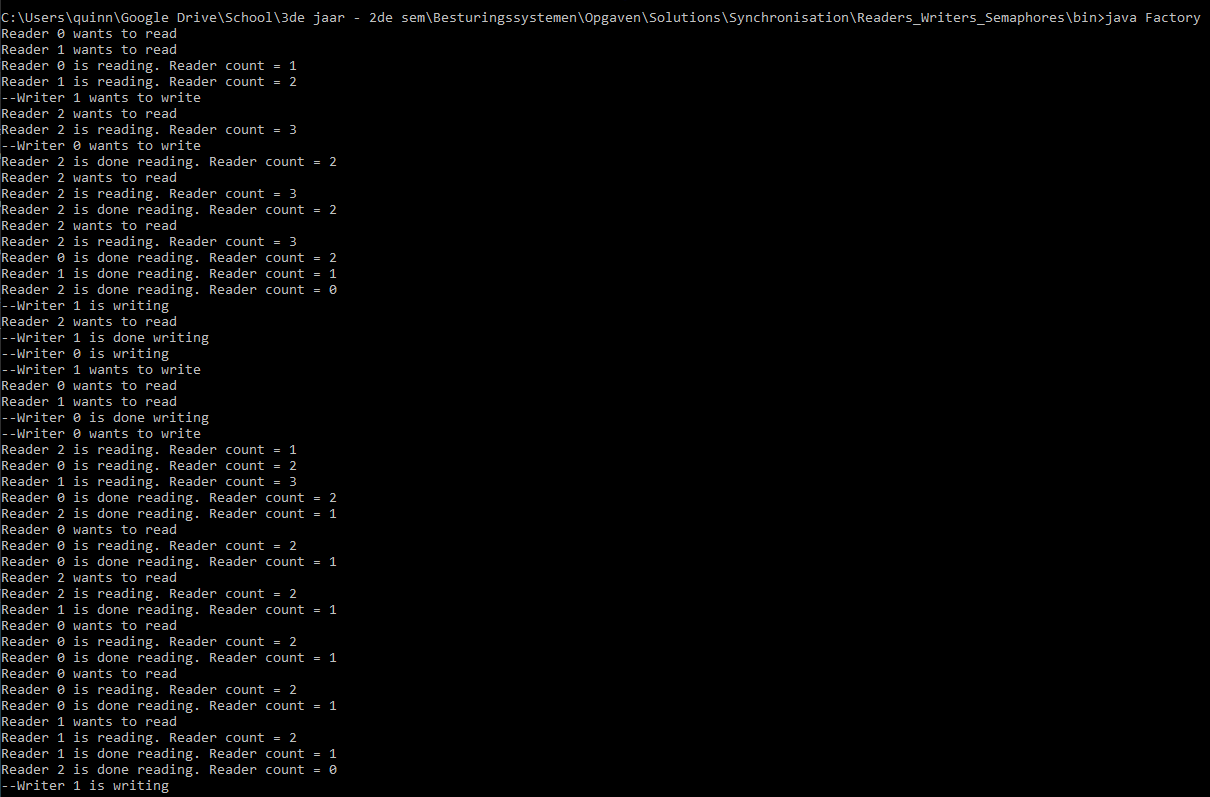 C:\Users\quinn\Google Drive\School\3de jaar - 2de sem\Besturingssystemen\Opgaven\Solutions\Synchronisation\Readers_Writers_Semaphores\bin>java Factory
Reader 0 wants to read
Reader 1 wants to read
Reader 0 is reading. Reader count = 1
Reader 1 is reading. Reader count = 2
--Writer 1 wants to write
Reader 2 wants to read
Reader 2 is reading. Reader count = 3
--Writer 0 wants to write
Reader 2 is done reading. Reader count = 2
Reader 2 wants to read
Reader 2 is reading. Reader count = 3
Reader 2 is done reading. Reader count = 2
Reader 2 wants to read
Reader 2 is reading. Reader count = 3
Reader 0 is done reading. Reader count = 2
Reader 1 is done reading. Reader count = 1
Reader 2 is done reading. Reader count = 0
--Writer 1 is writing
Reader 2 wants to read
--Writer 1 is done writing
--Writer 0 is writing
--Writer 1 wants to write
Reader 0 wants to read
Reader 1 wants to read
--Writer 0 is done writing
--Writer 0 wants to write
Reader 2 is reading. Reader count = 1
Reader 0 is reading. Reader count = 2
Reader 1 is reading. Reader count = 3
Reader 0 is done reading. Reader count = 2
Reader 2 is done reading. Reader count = 1
Reader 0 wants to read
Reader 0 is reading. Reader count = 2
Reader 0 is done reading. Reader count = 1
Reader 2 wants to read
Reader 2 is reading. Reader count = 2
Reader 1 is done reading. Reader count = 1
Reader 0 wants to read
Reader 0 is reading. Reader count = 2
Reader 0 is done reading. Reader count = 1
Reader 0 wants to read
Reader 0 is reading. Reader count = 2
Reader 0 is done reading. Reader count = 1
Reader 1 wants to read
Reader 1 is reading. Reader count = 2
Reader 1 is done reading. Reader count = 1
Reader 2 is done reading. Reader count = 0
--Writer 1 is writing